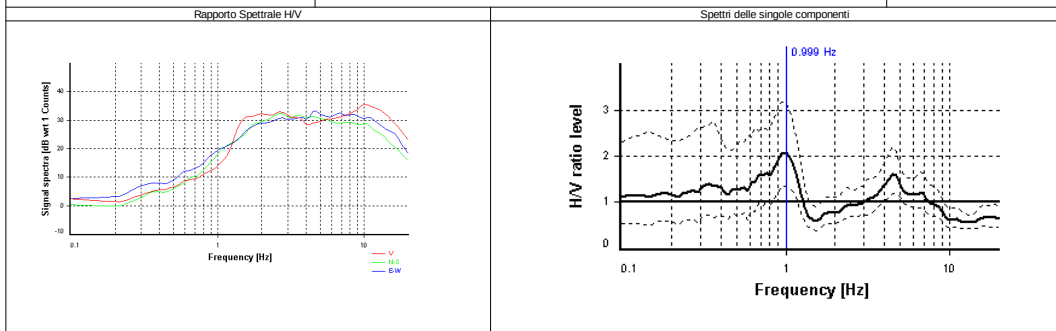 Rapporto Spettrale H/V
Spettri delle singole componenti
Signal spectra [dB wrt 1 Counts]
40
30
20
10
0
-10
0.1
1
10
Frequency [Hz]
V
N-S
E-W
0.999 Hz
H/V ratio level
3
2
1
0
0.1
1
10
Frequency [Hz]